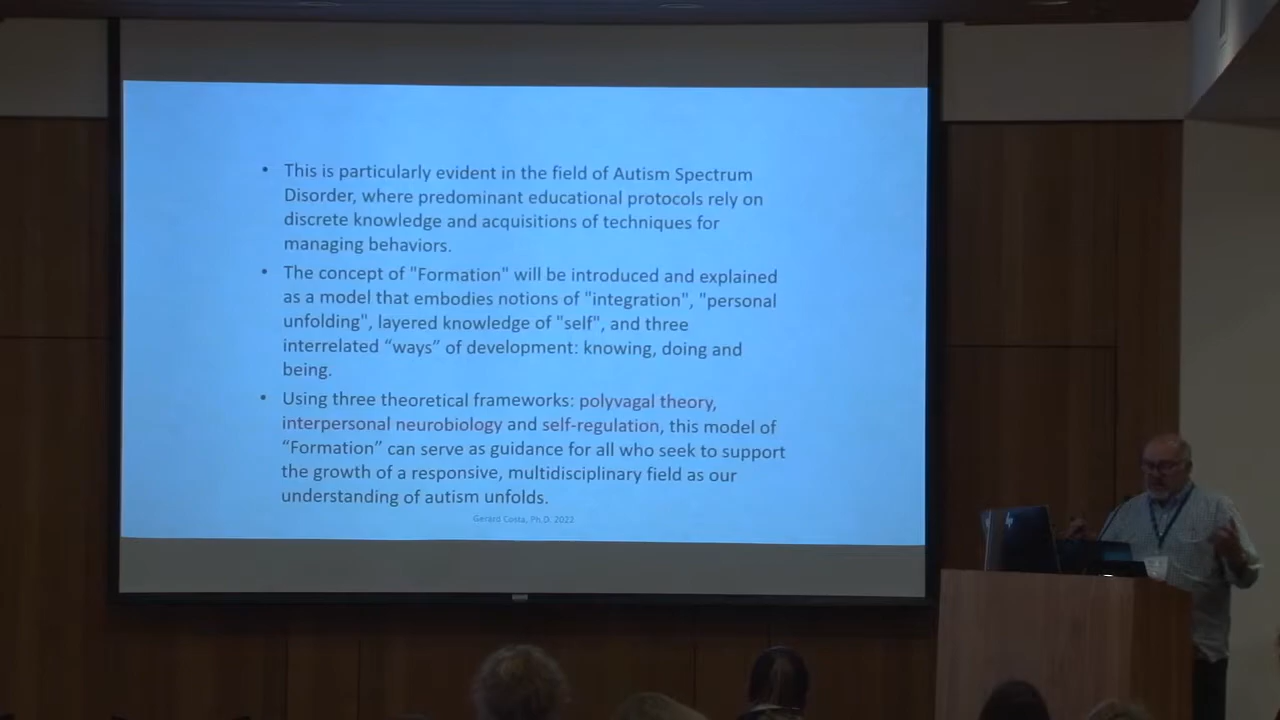 • This is particularly evident in the field of Autism Spectrum
Disorder, where predominant educational protocols rely on
discrete knowledge and acquisitions of techniques for
managing behaviors.
• The concept of "Formation" will be introduced and explained
as a model that embodies notions of "integration", "personal
unfolding", layered knowledge of "self", and three
interrelated “ways” of development: knowing, doing and
being.
• Using three theoretical frameworks: polyvagal theory,
interpersonal neurobiology and self-regulation, this model of
“Formation” can serve as guidance for all who seek to support
the growth of a responsive, multidisciplinary field as our
understanding of autism unfolds.
Gerard Costa, Ph.D. 2022
hp